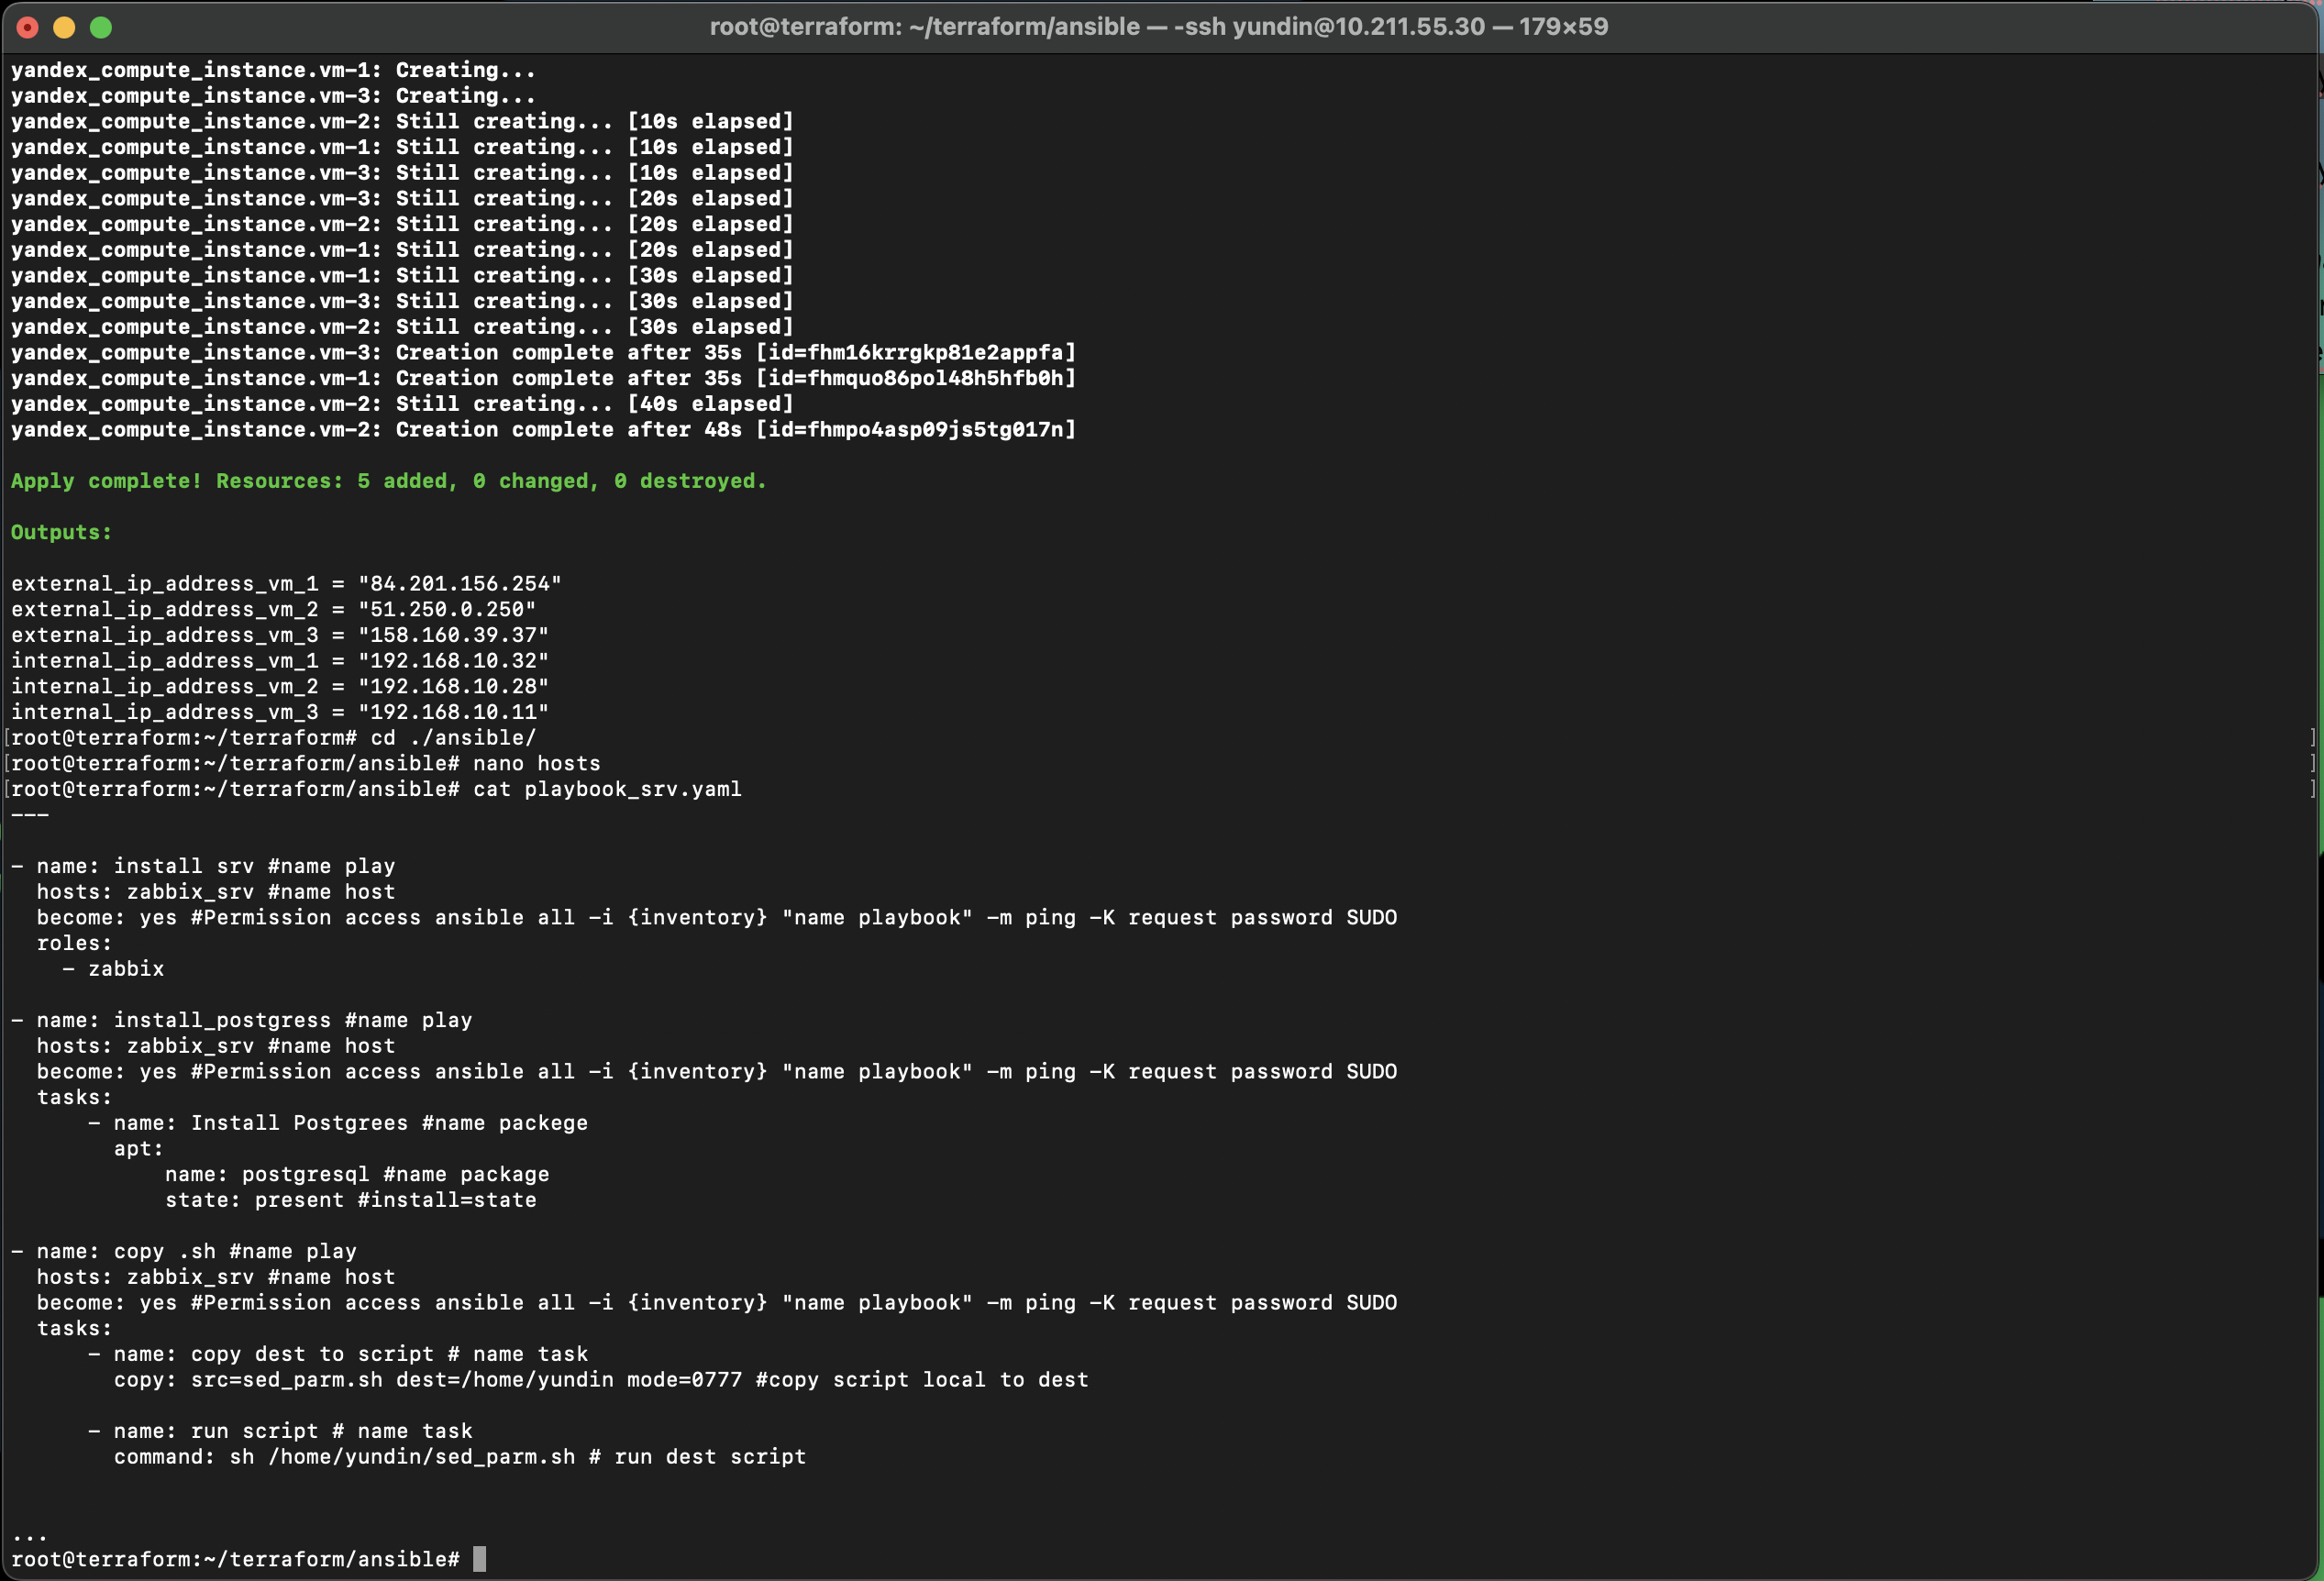 root@terraform: ~/terraform/ansible — -ssh yundin@10.211.55.30 — 179×59
yandex_compute_instance.vm-1: Creating...
yandex_compute_instance.vm-3: Creating...
yandex_compute_instance.vm-2: Still creating... [10s elapsed]
yandex_compute_instance.vm-1: Still creating... [10s elapsed]
yandex_compute_instance.vm-3: Still creating... [10s elapsed]
yandex_compute_instance.vm-3: Still creating... [20s elapsed]
yandex_compute_instance.vm-2: Still creating... [20s elapsed]
yandex_compute_instance.vm-1: Still creating... [20s elapsed]
yandex_compute_instance.vm-1: Still creating... [30s elapsed]
yandex_compute_instance.vm-3: Still creating... [30s elapsed]
yandex_compute_instance.vm-2: Still creating... [30s elapsed]
yandex_compute_instance.vm-3: Creation complete after 35s [id=fhm16krrgkp81e2appfa]
yandex_compute_instance.vm-1: Creation complete after 35s [id=fhmquo86pol48h5hfb0h]
yandex_compute_instance.vm-2: Still creating... [40s elapsed]
yandex_compute_instance.vm-2: Creation complete after 48s [id=fhmpo4asp09js5tg017n]
Apply complete! Resources: 5 added, 0 changed, 0 destroyed.
Outputs:
external_ip_address_vm_1 = "84.201.156.254"
external_ip_address_vm_2 = "51.250.0.250"
external_ip_address_vm_3 = "158.160.39.37"
internal_ip_address_vm_1 = "192.168.10.32"
internal_ip_address_vm_2 = "192.168.10.28"
internal_ip_address_vm_3 = "192.168.10.11"
[root@terraform:~/terraform# cd ./ansible/ ]
[root@terraform:~/terraform/ansible# nano hosts ]
[root@terraform:~/terraform/ansible# cat playbook_srv.yaml ]
---
- name: install srv #name play
  hosts: zabbix_srv #name host
  become: yes #Permission access ansible all -i {inventory} "name playbook" -m ping -K request password SUDO
  roles:
    - zabbix
- name: install_postgress #name play
  hosts: zabbix_srv #name host
  become: yes #Permission access ansible all -i {inventory} "name playbook" -m ping -K request password SUDO
  tasks:
      - name: Install Postgrees #name packege
        apt:
            name: postgresql #name package
            state: present #install=state
- name: copy .sh #name play
  hosts: zabbix_srv #name host
  become: yes #Permission access ansible all -i {inventory} "name playbook" -m ping -K request password SUDO
  tasks:
      - name: copy dest to script # name task
        copy: src=sed_parm.sh dest=/home/yundin mode=0777 #copy script local to dest
      - name: run script # name task
        command: sh /home/yundin/sed_parm.sh # run dest script
...
root@terraform:~/terraform/ansible#